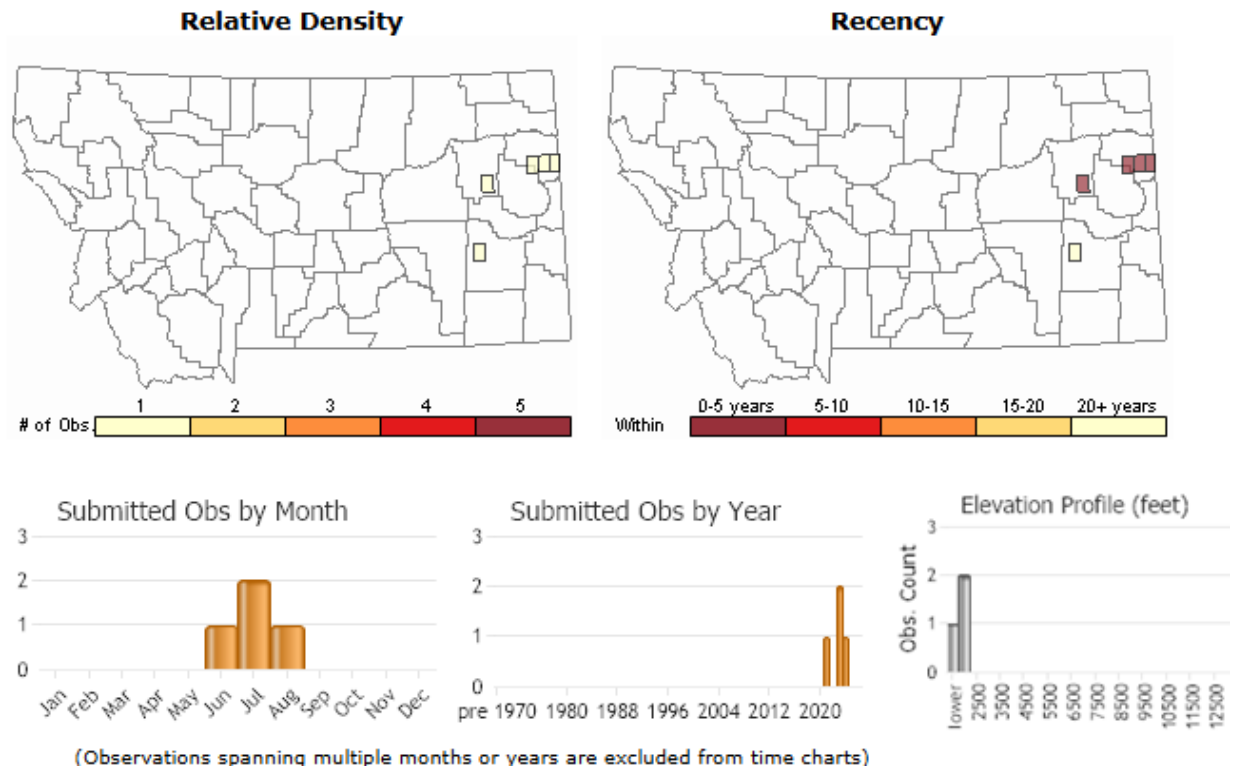 Relative Density
Recency
1 2 3 4 5
# of Obs.
0-5 years 5-10 10-15 15-20 20+ years
Within
Submitted Obs by Month
3
2
1
0
Jan Feb Mar Apr May Jun Jul Aug Sep Oct Nov Dec
Submitted Obs by Year
3
2
1
0
pre 1970 1980 1988 1996 2004 2012 2020
Elevation Profile (feet)
Obs. Count
3
2
1
0
lower 2500 3500 4500 5500 6500 7500 8500 9500 10500 11500 12500
(Observations spanning multiple months or years are excluded from time charts)